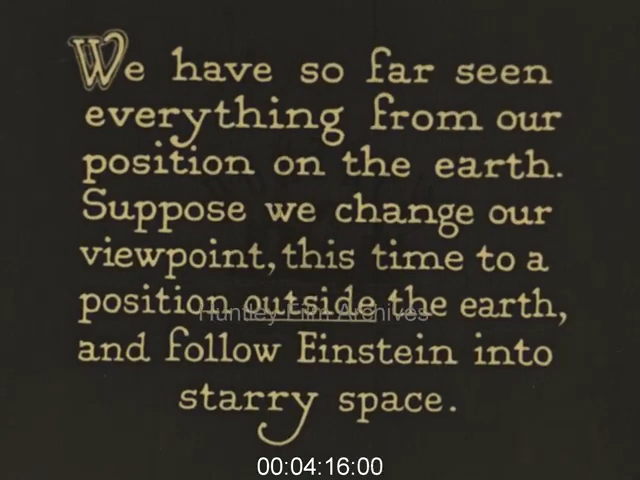 We have so far seen
everything from our
position on the earth.
Suppose we change our
viewpoint, this time to a
position outside the earth,
Huntley Film Archives
and follow Einstein into
starry space.
00:04:16:00